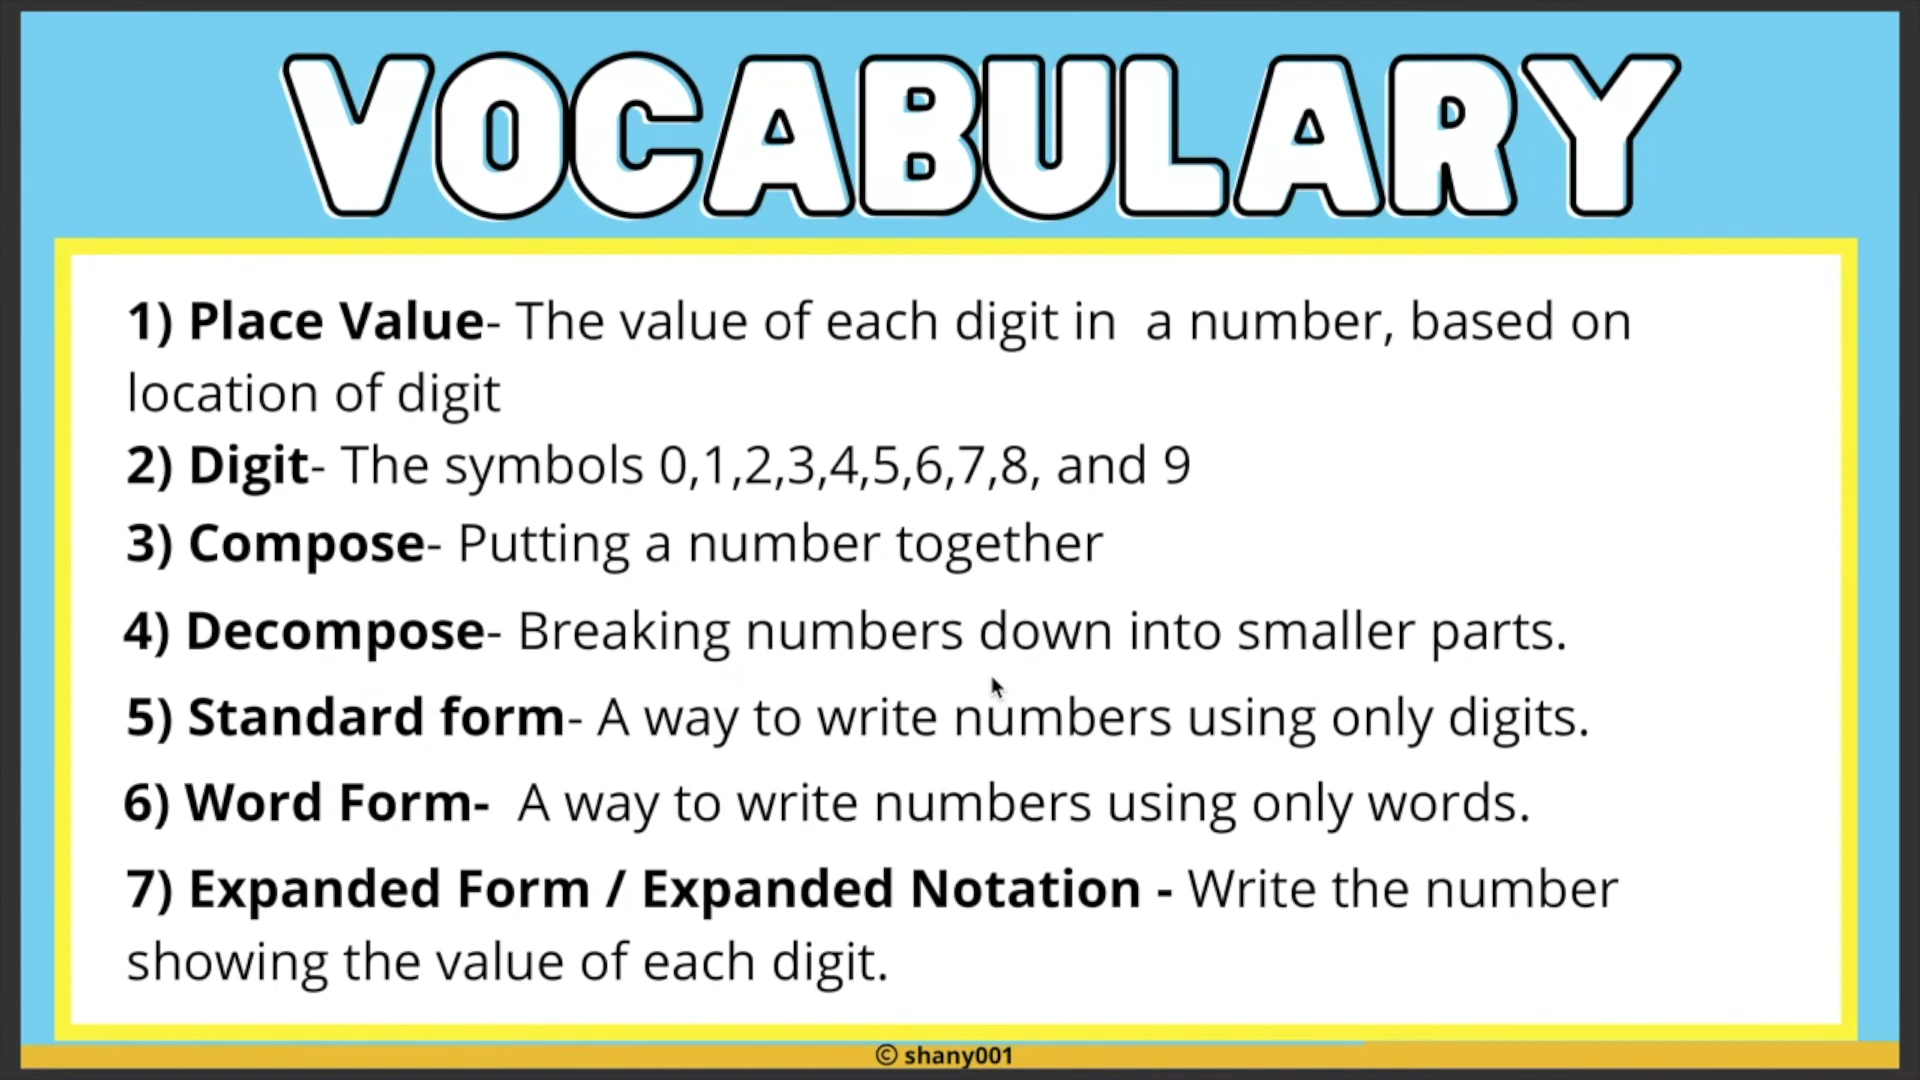 VOCABULARY
1) Place Value- The value of each digit in  a number, based on
location of digit
2) Digit- The symbols 0,1,2,3,4,5,6,7,8, and 9
3) Compose- Putting a number together
4) Decompose- Breaking numbers down into smaller parts.
5) Standard form- A way to write numbers using only digits.
6) Word Form-  A way to write numbers using only words.
7) Expanded Form / Expanded Notation - Write the number
showing the value of each digit.
© shany001